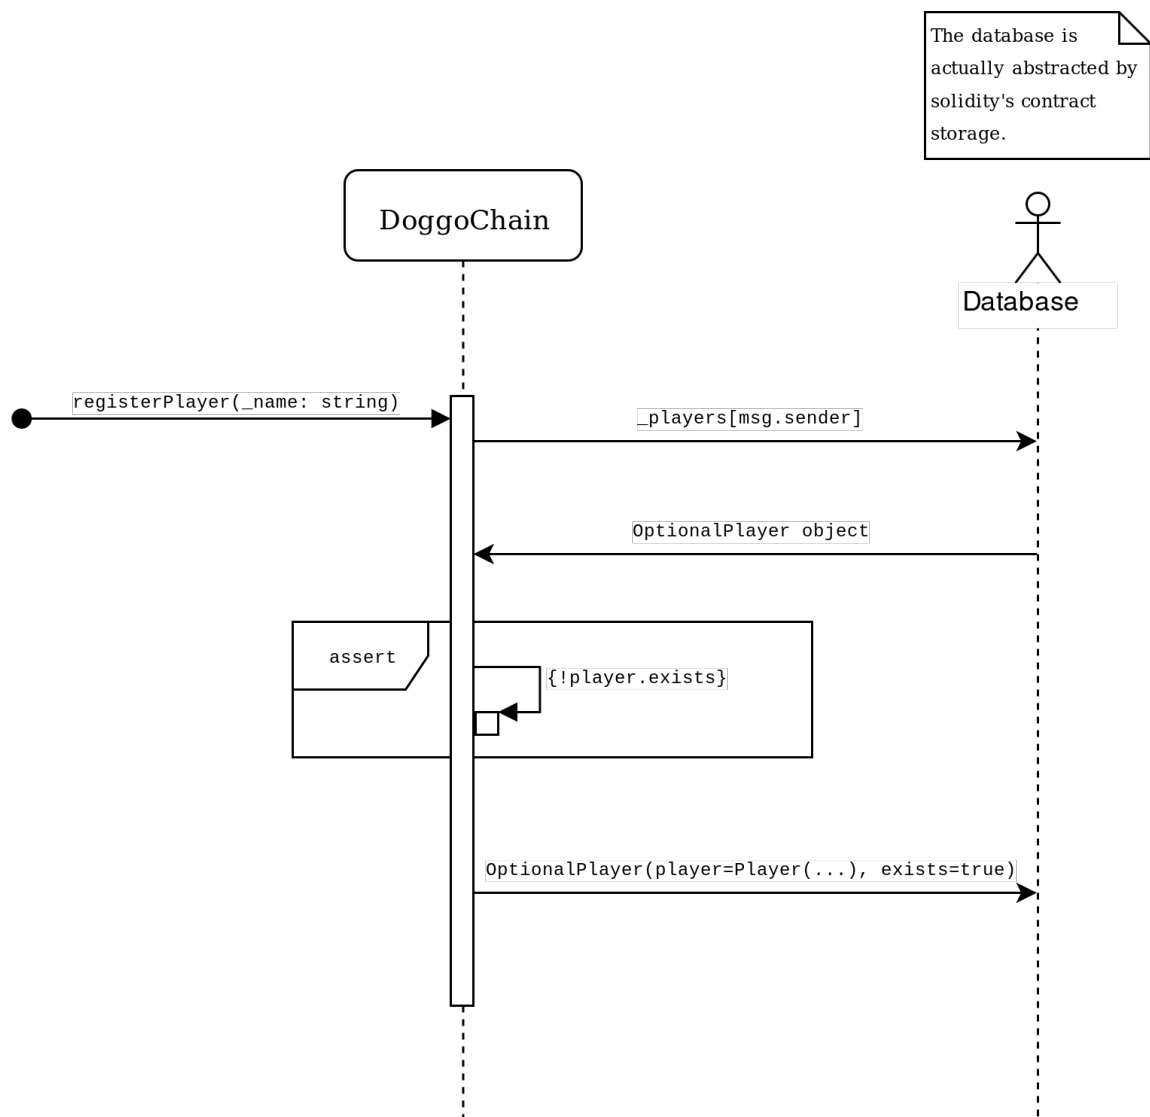 The database is
actually abstracted by
solidity's contract
storage.
DoggoChain
Database
registerPlayer(_name: string)
_players[msg.sender]
OptionalPlayer object
assert
{!player.exists}
OptionalPlayer(player=Player(...), exists=true)